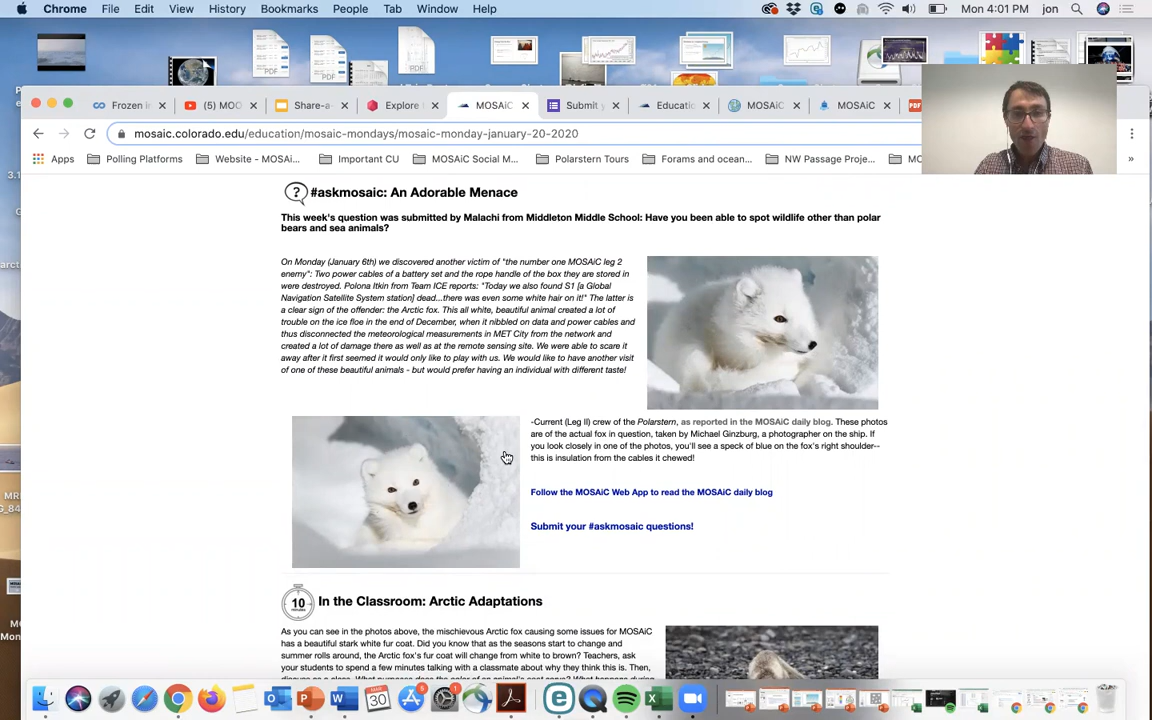 Chrome File Edit View History Bookmarks People Tab Window Help Mon 4:01 PM jon
PDF
PDF
Frozen in
(5) MOO
Share-a-
Explore
MOSAiC
Submit y
Educati
MOSAiC
MOSAiC
PDF
mosaic.colorado.edu/education/mosaic-mondays/mosaic-monday-january-20-2020
Apps Polling Platforms Website - MOSAi... Important CU MOSAiC Social M... Polarstern Tours Forams and ocean... NW Passage Proje... MO »
#askmosaic: An Adorable Menace
This week's question was submitted by Malachi from Middleton Middle School: Have you been able to spot wildlife other than polar
bears and sea animals?
On Monday (January 6th) we discovered another victim of "the number one MOSAiC leg 2
enemy": Two power cables of a battery set and the rope handle of the box they are stored in
were destroyed. Polona Itkin from Team ICE reports: "Today we also found S1 [a Global
Navigation Satellite System station] dead...there was even some white hair on it!" The latter is
a clear sign of the offender: the Arctic fox. This all white, beautiful animal created a lot of
trouble on the ice floe in the end of December, when it nibbled on data and power cables and
thus disconnected the meteorological measurements in MET City from the network and
created a lot of damage there as well as at the remote sensing site. We were able to scare it
away after it first seemed it would only like to play with us. We would like to have another visit
of one of these beautiful animals - but would prefer having an individual with different taste!
-Current (Leg II) crew of the Polarstern, as reported in the MOSAiC daily blog. These photos
are of the actual fox in question, taken by Michael Ginzburg, a photographer on the ship. If
you look closely in one of the photos, you'll see a speck of blue on the fox's right shoulder--
this is insulation from the cables it chewed!
Follow the MOSAiC Web App to read the MOSAiC daily blog
Submit your #askmosaic questions!
10
In the Classroom: Arctic Adaptations
As you can see in the photos above, the mischievous Arctic fox causing some issues for MOSAiC
has a beautiful stark white fur coat. Did you know that as the seasons start to change and
summer rolls around, the Arctic fox's fur coat will change from white to brown? Teachers, ask
your students to spend a few minutes talking with a classmate about why they think this is. Then,
MAR
30